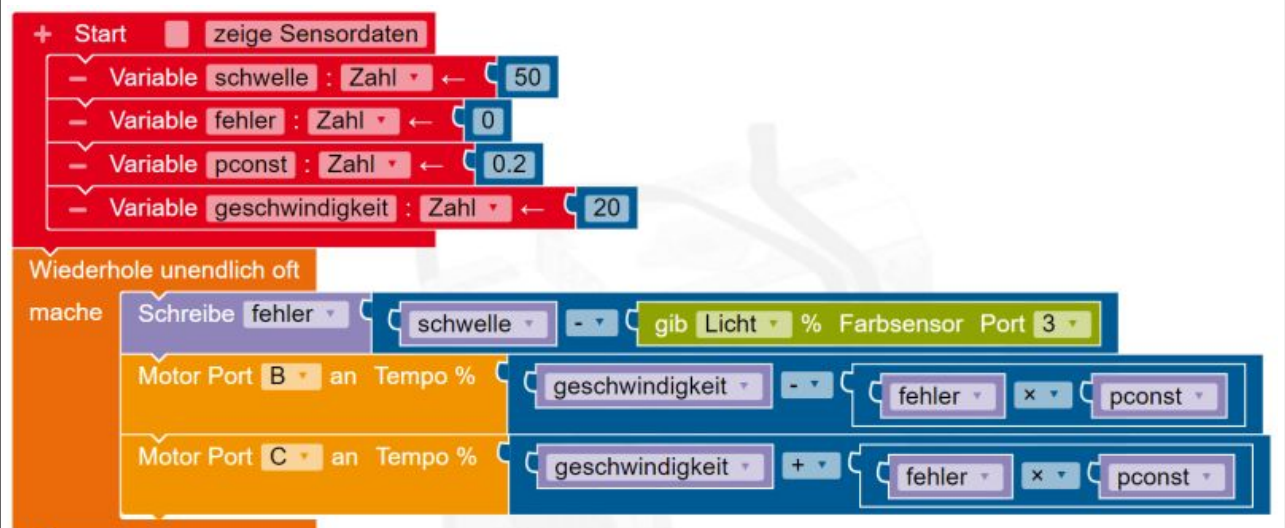 + Start zeige Sensordaten
− Variable schwelle : Zahl ← 50
− Variable fehler : Zahl ← 0
− Variable pconst : Zahl ← 0.2
− Variable geschwindigkeit : Zahl ← 20
Wiederhole unendlich oft
mache Schreibe fehler schwelle - gib Licht % Farbsensor Port 3
Motor Port B an Tempo % geschwindigkeit - fehler × pconst
Motor Port C an Tempo % geschwindigkeit + fehler × pconst